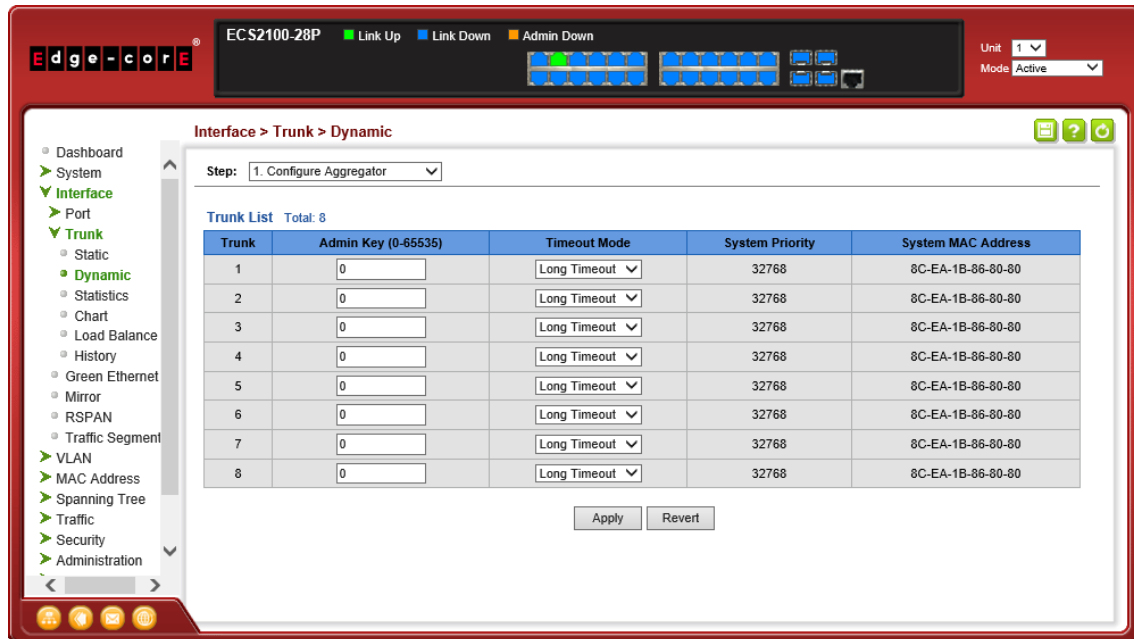 Edge-corE®
ECS2100-28P Link Up Link Down Admin Down
Unit 1
Mode Active
Dashboard
System
Interface
Port
Trunk
Static
Dynamic
Statistics
Chart
Load Balance
History
Green Ethernet
Mirror
RSPAN
Traffic Segment
VLAN
MAC Address
Spanning Tree
Traffic
Security
Administration
Interface > Trunk > Dynamic
?
Step: 1. Configure Aggregator
Trunk List Total: 8
Trunk Admin Key (0-65535) Timeout Mode System Priority System MAC Address
1 0 Long Timeout 32768 8C-EA-1B-86-80-80
2 0 Long Timeout 32768 8C-EA-1B-86-80-80
3 0 Long Timeout 32768 8C-EA-1B-86-80-80
4 0 Long Timeout 32768 8C-EA-1B-86-80-80
5 0 Long Timeout 32768 8C-EA-1B-86-80-80
6 0 Long Timeout 32768 8C-EA-1B-86-80-80
7 0 Long Timeout 32768 8C-EA-1B-86-80-80
8 0 Long Timeout 32768 8C-EA-1B-86-80-80
Apply Revert